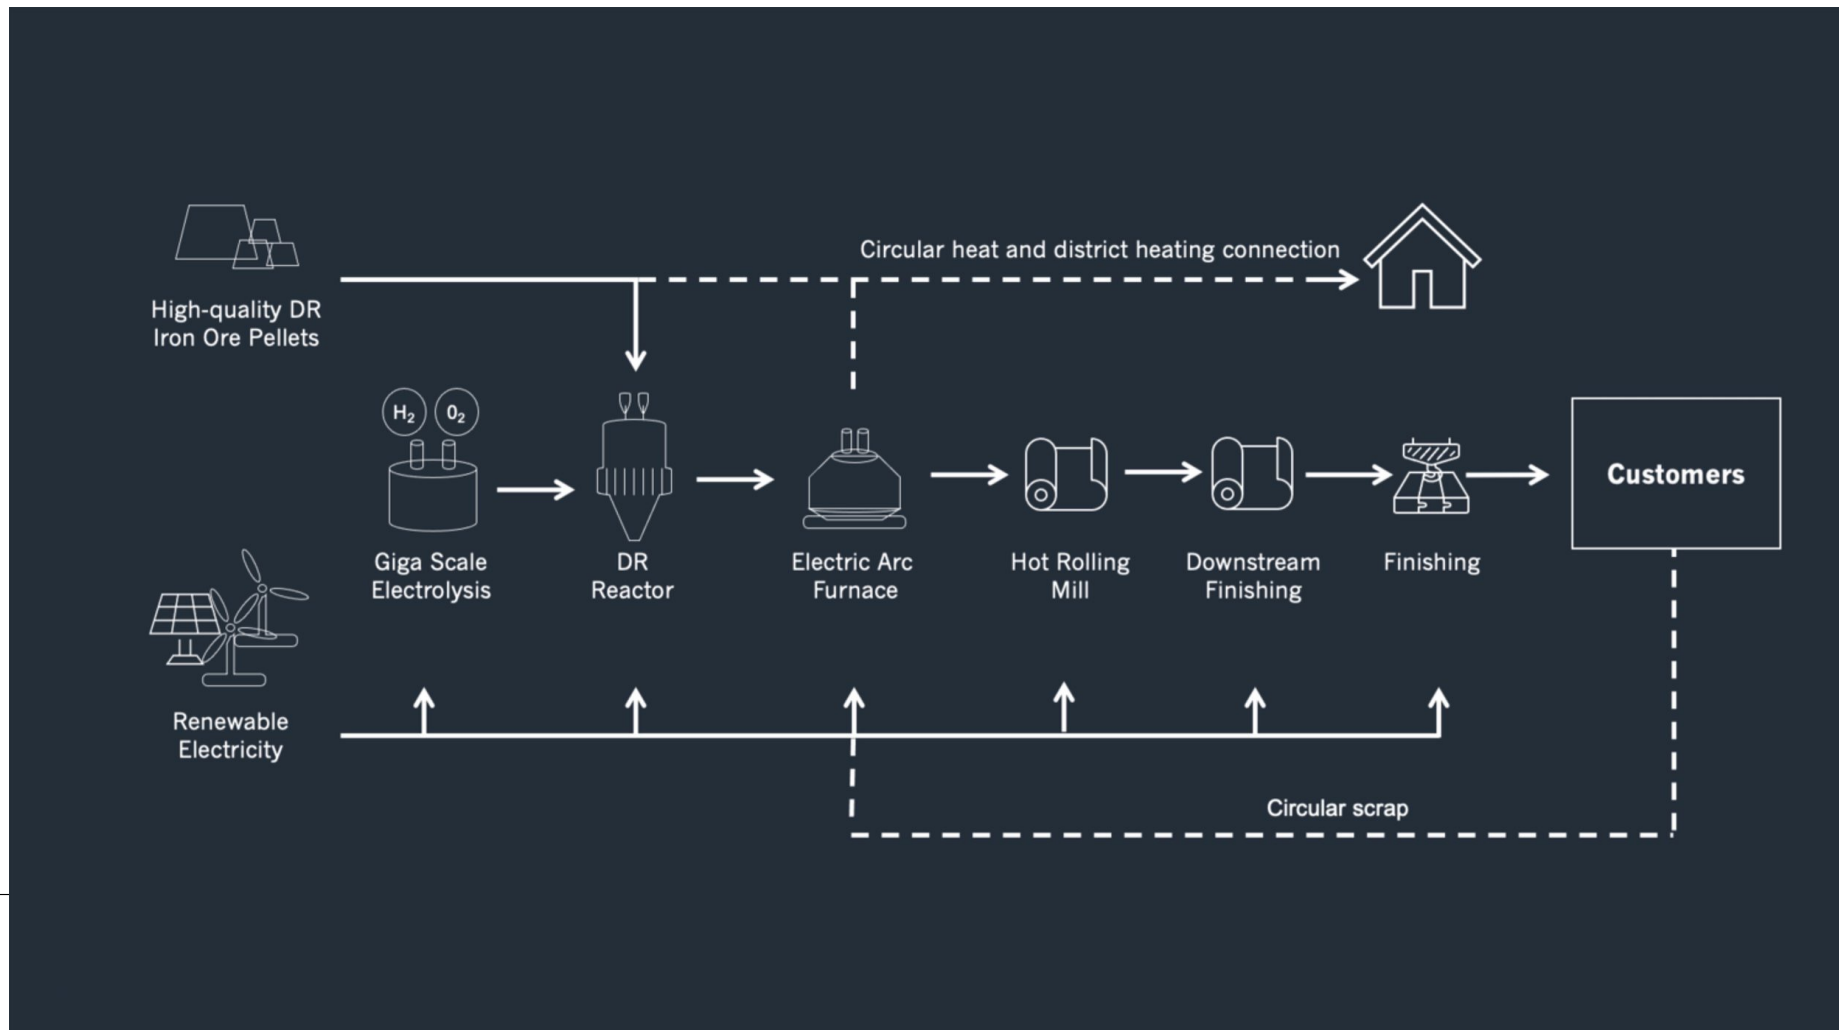 Circular heat and district heating connection
High-quality DR
Iron Ore Pellets
H₂
0₂
Customers
Giga Scale
Electrolysis
DR
Reactor
Electric Arc
Furnace
Hot Rolling
Mill
Downstream
Finishing
Finishing
Renewable
Electricity
Circular scrap